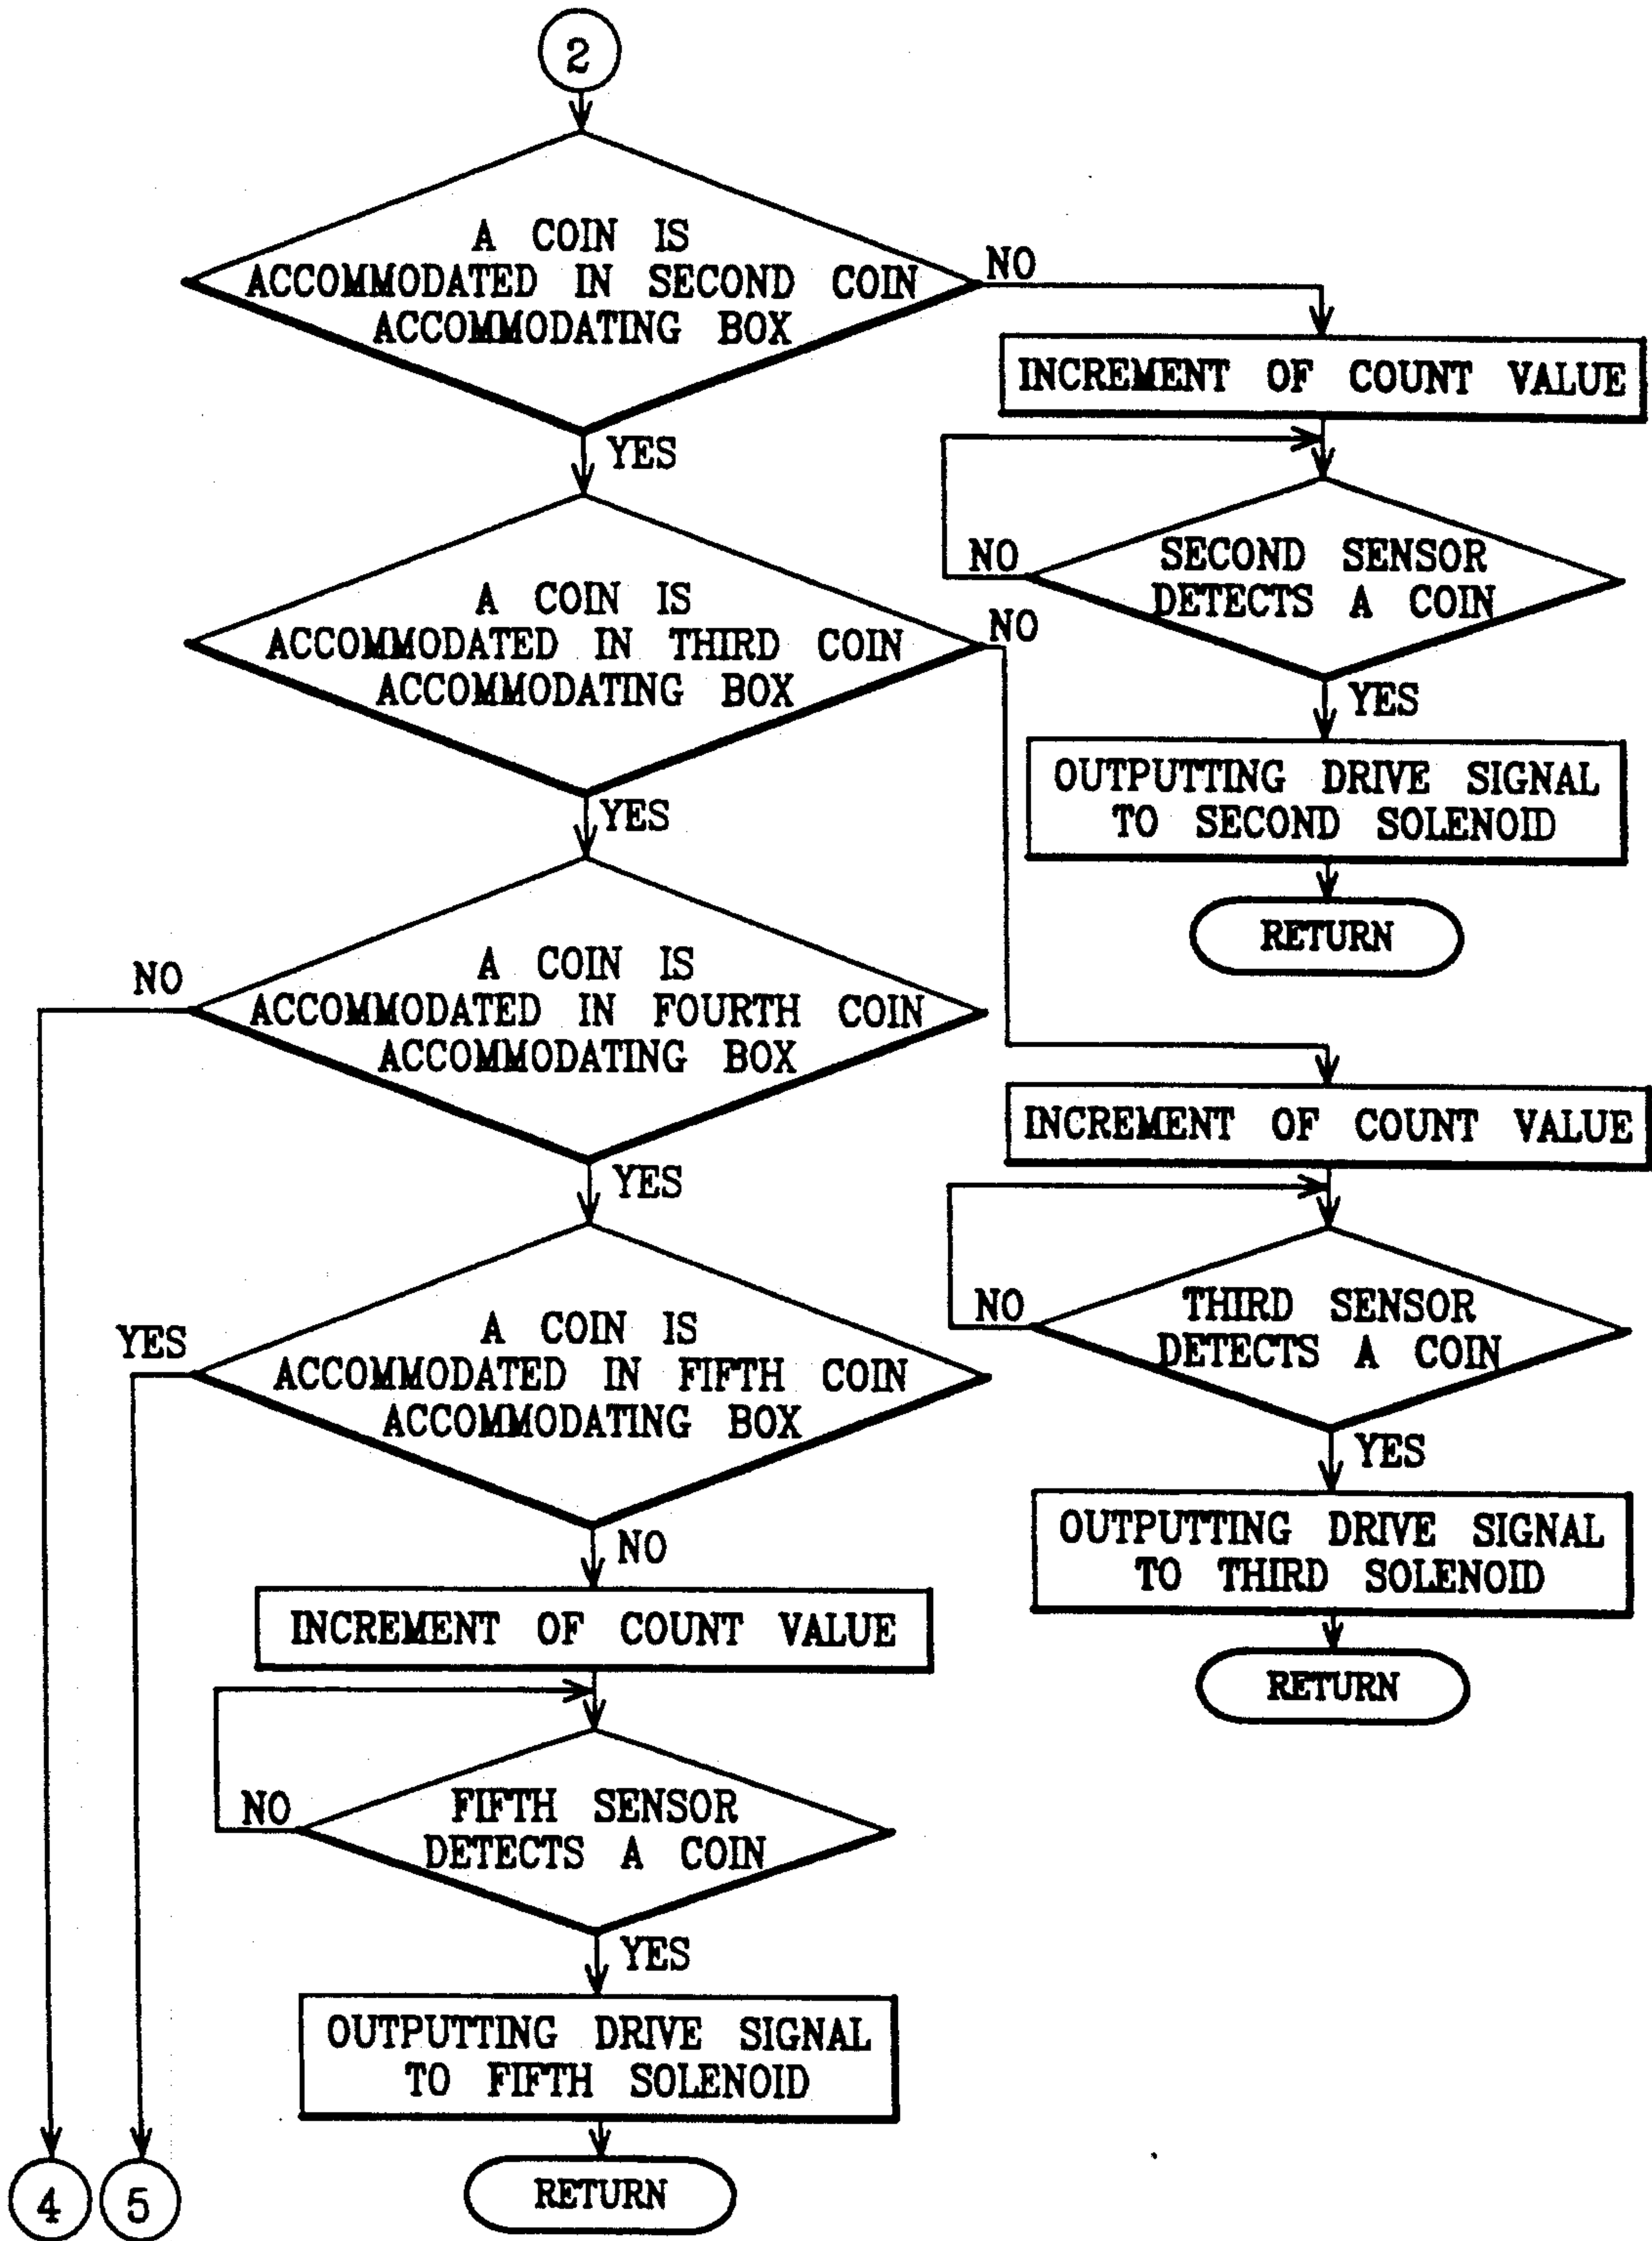 2
A COIN IS
ACCOMMODATED IN SECOND COIN
ACCOMMODATING BOX
NO
INCREMENT OF COUNT VALUE
YES
NO
SECOND SENSOR
DETECTS A COIN
YES
OUTPUTTING DRIVE SIGNAL
TO SECOND SOLENOID
RETURN
A COIN IS
ACCOMMODATED IN THIRD COIN
ACCOMMODATING BOX
NO
YES
INCREMENT OF COUNT VALUE
NO
THIRD SENSOR
DETECTS A COIN
YES
OUTPUTTING DRIVE SIGNAL
TO THIRD SOLENOID
RETURN
NO
A COIN IS
ACCOMMODATED IN FOURTH COIN
ACCOMMODATING BOX
YES
YES
A COIN IS
ACCOMMODATED IN FIFTH COIN
ACCOMMODATING BOX
NO
INCREMENT OF COUNT VALUE
NO
FIFTH SENSOR
DETECTS A COIN
YES
OUTPUTTING DRIVE SIGNAL
TO FIFTH SOLENOID
RETURN
4
5